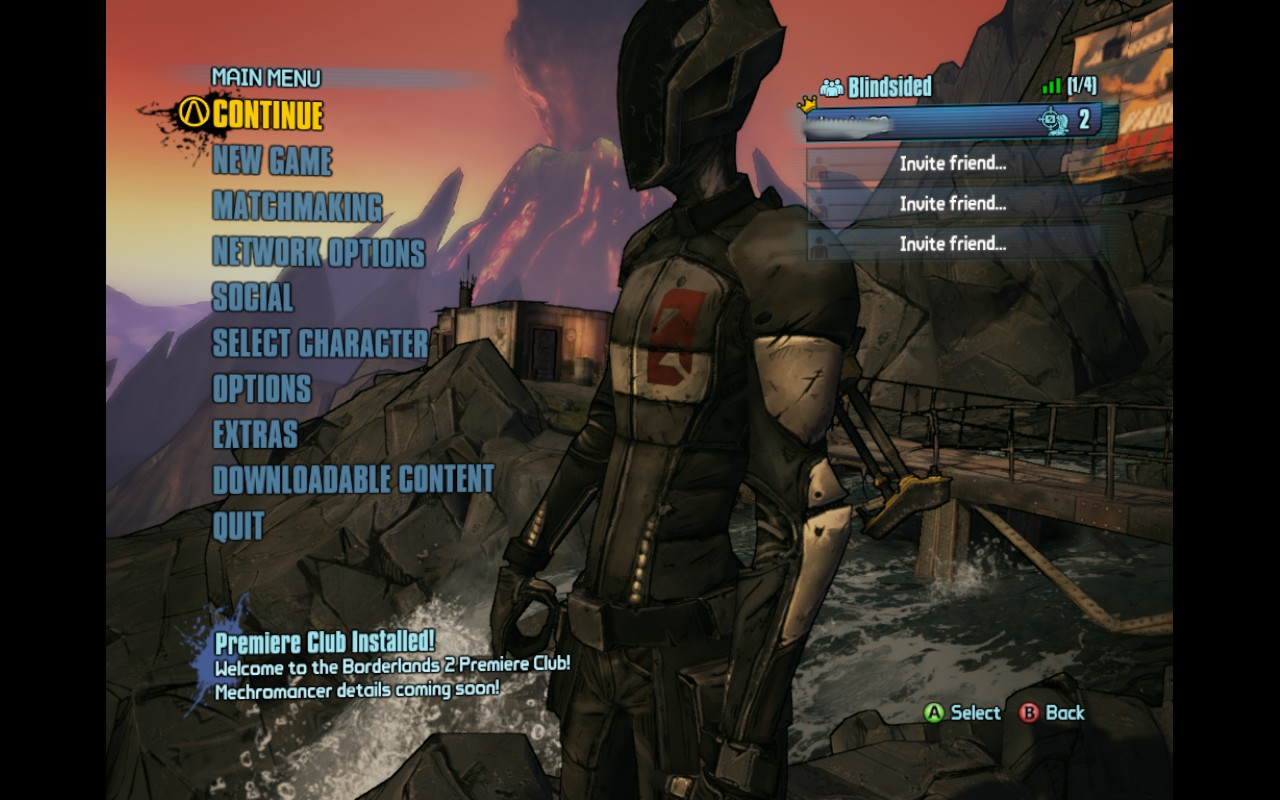 MAIN MENU
CONTINUE
NEW GAME
MATCHMAKING
NETWORK OPTIONS
SOCIAL
SELECT CHARACTER
OPTIONS
EXTRAS
DOWNLOADABLE CONTENT
QUIT
Premiere Club Installed!
Welcome to the Borderlands 2 Premiere Club!
Mechromancer details coming soon!
Blindsided [1/4]
2
Invite friend...
Invite friend...
Invite friend...
A Select B Back